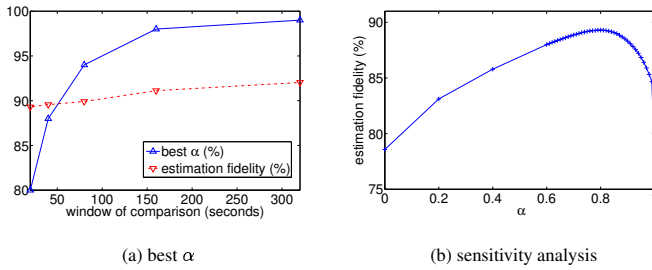 100
95
90
85
80
best α (%)
estimation fidelity (%)
50 100 150 200 250 300
window of comparison (seconds)
(a) best α
estimation fidelity (%)
90
85
80
75
0 0.2 0.4 0.6 0.8
α
(b) sensitivity analysis